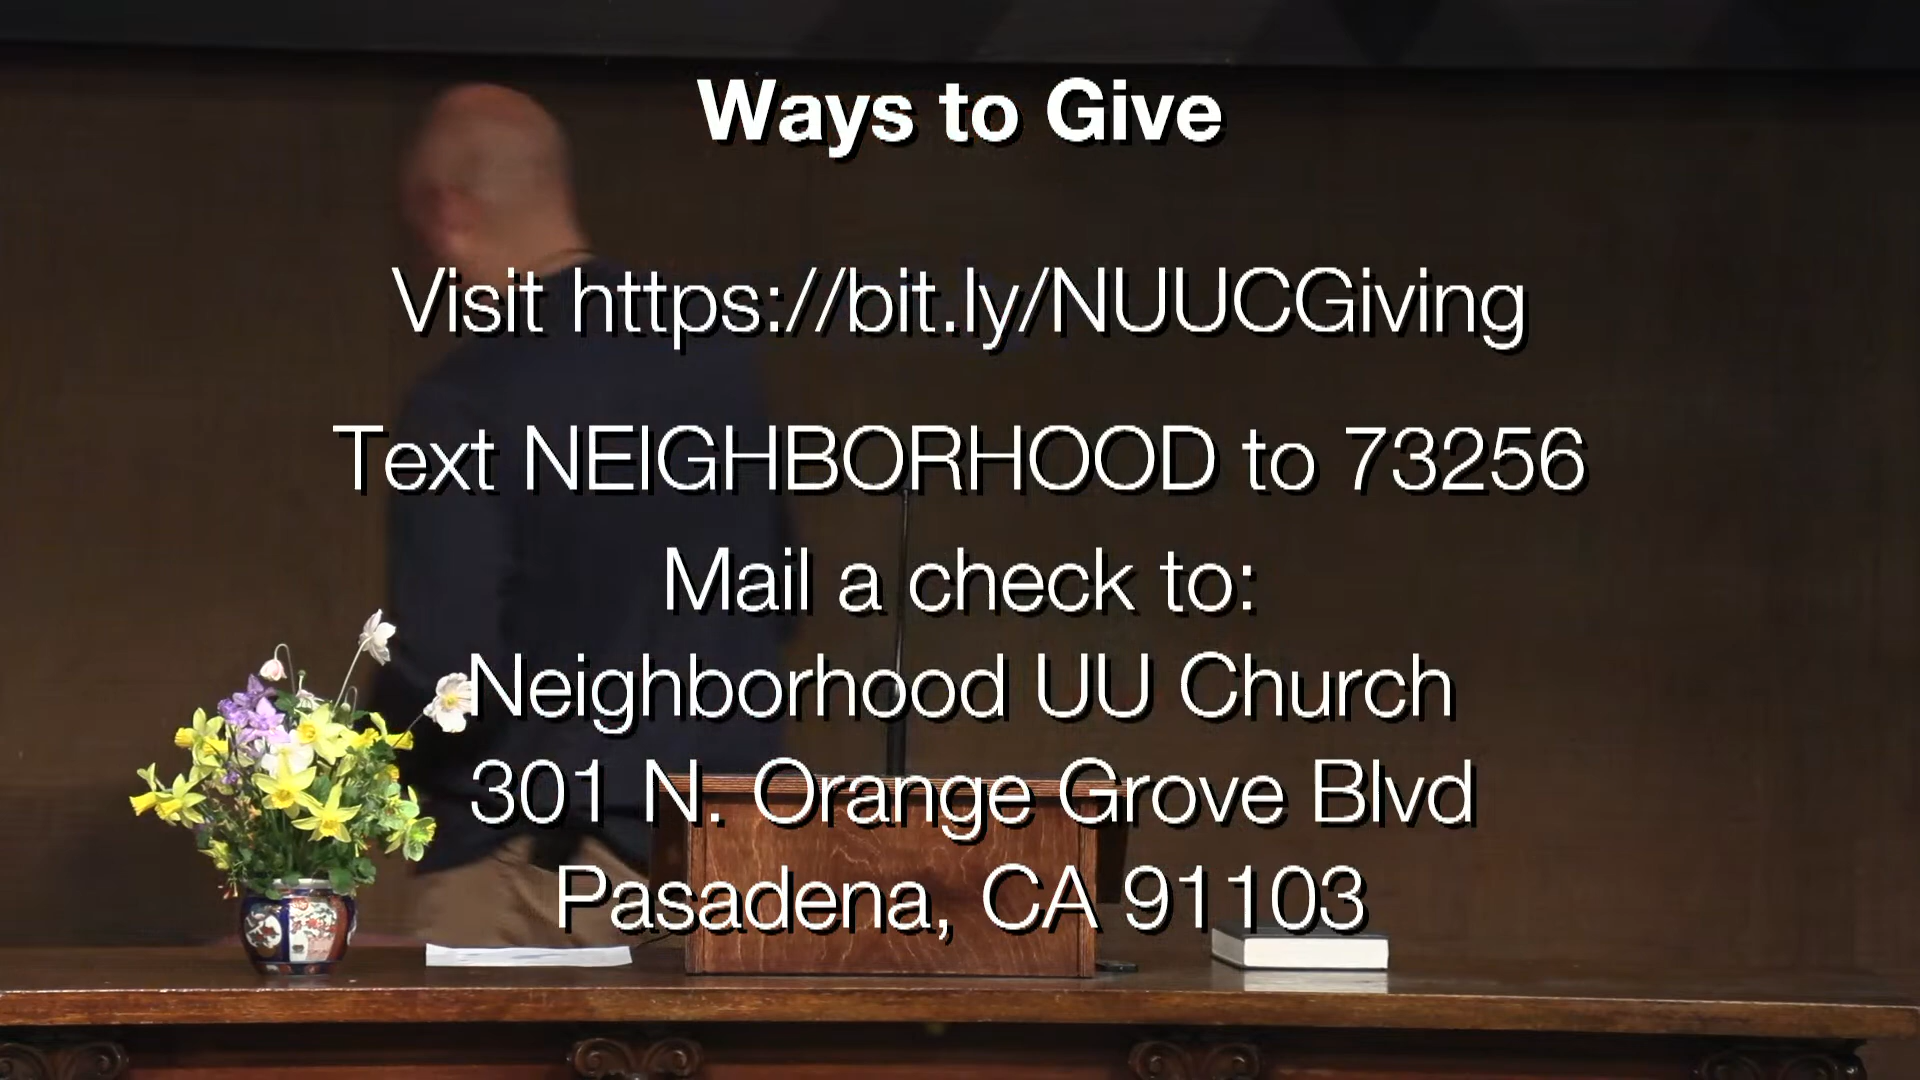 Ways to Give
Visit https://bit.ly/NUUCGiving
Text NEIGHBORHOOD to 73256
Mail a check to:
Neighborhood UU Church
301 N. Orange Grove Blvd
Pasadena, CA 91103